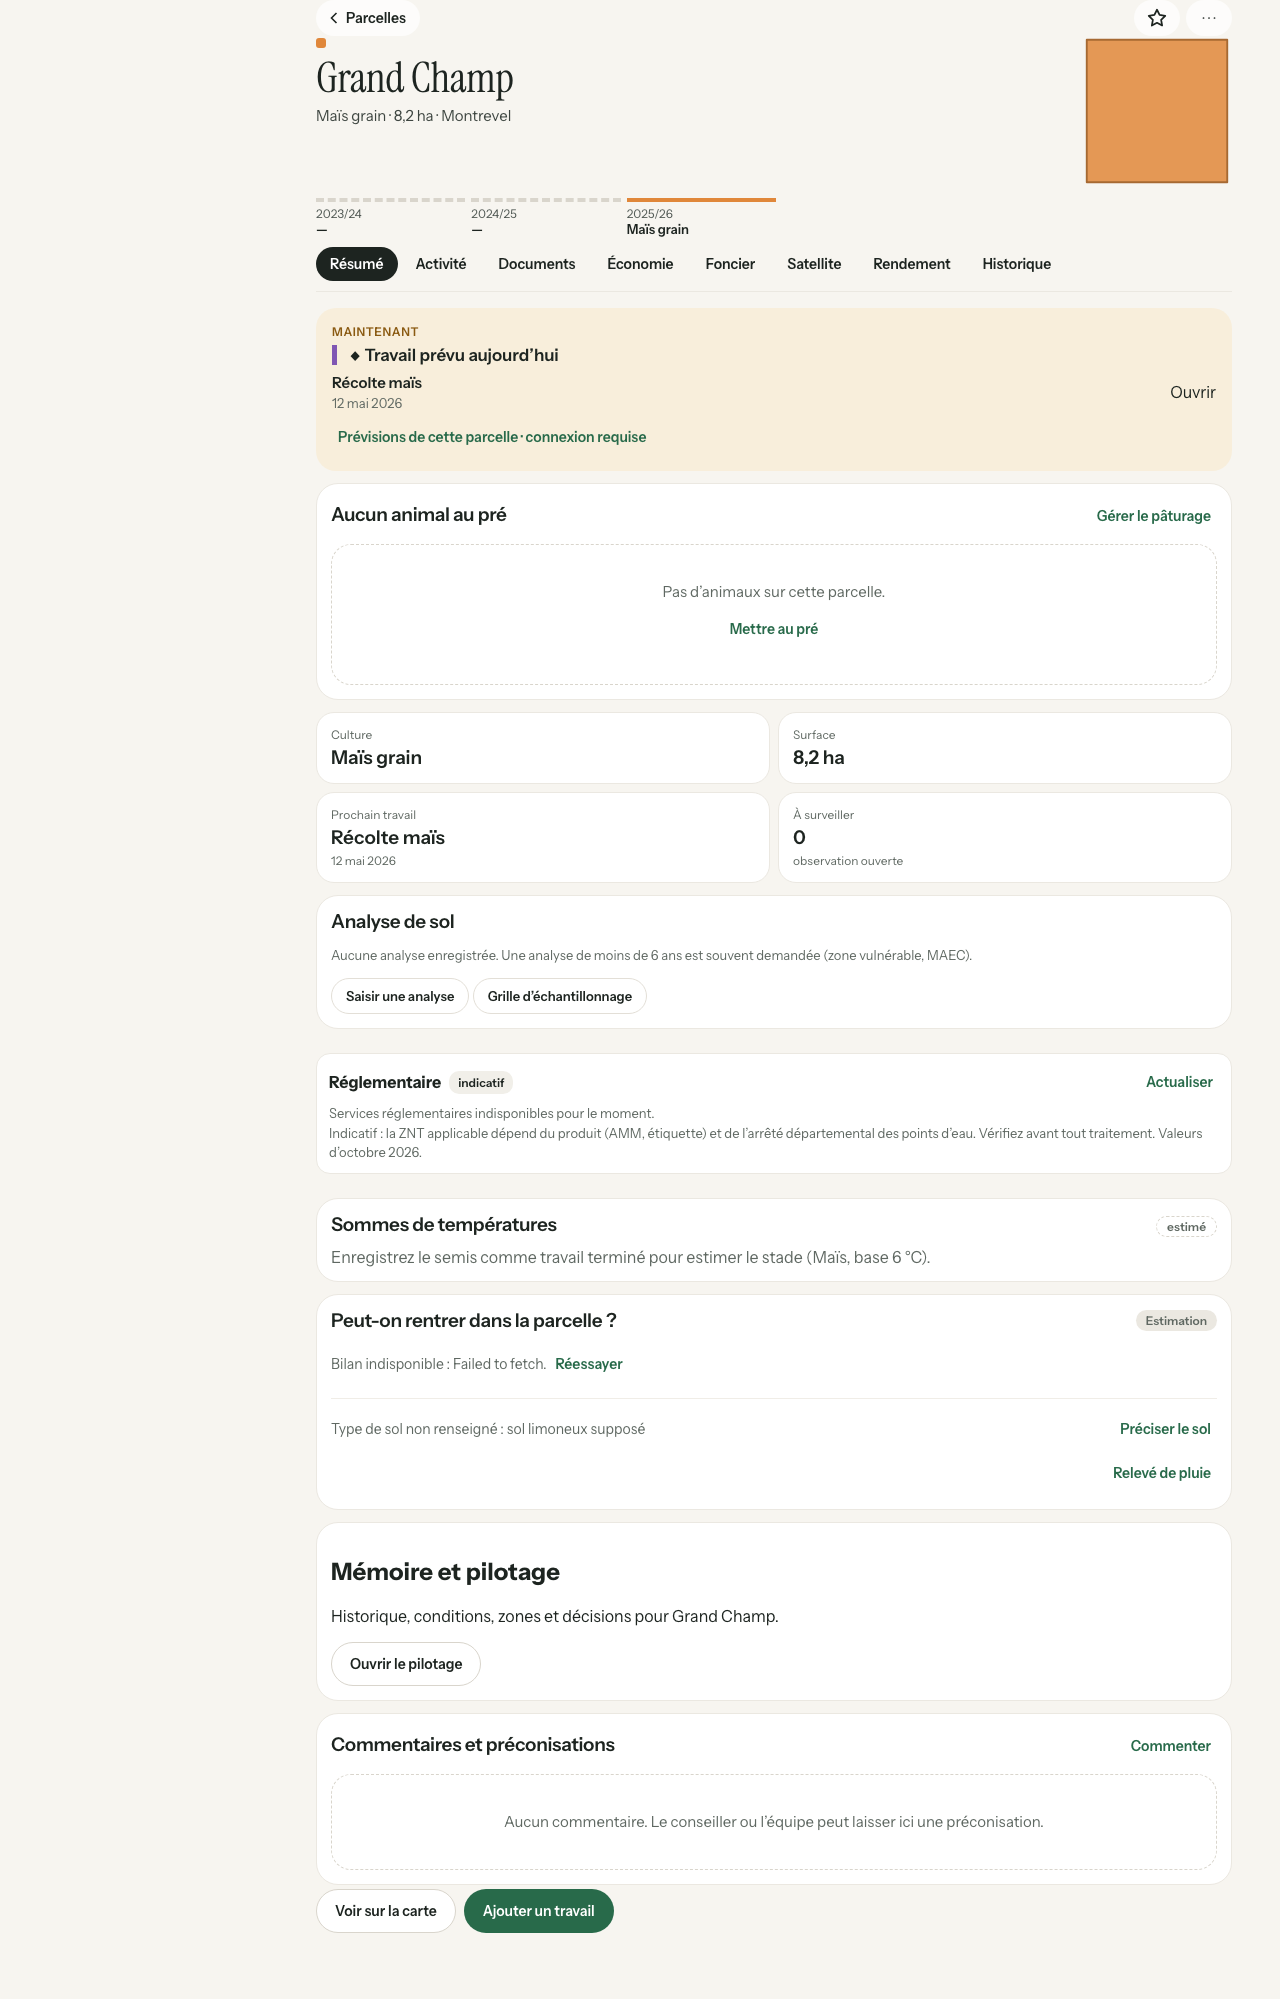 Parcelles
Grand Champ
Maïs grain · 8,2 ha · Montrevel
2023/24
—
2024/25
—
2025/26
Maïs grain
Résumé
Activité
Documents
Économie
Foncier
Satellite
Rendement
Historique
MAINTENANT
◆ Travail prévu aujourd’hui
Récolte maïs
12 mai 2026
Ouvrir
Prévisions de cette parcelle · connexion requise
Aucun animal au pré
Gérer le pâturage
Pas d’animaux sur cette parcelle.
Mettre au pré
Culture
Maïs grain
Surface
8,2 ha
Prochain travail
Récolte maïs
12 mai 2026
À surveiller
0
observation ouverte
Analyse de sol
Aucune analyse enregistrée. Une analyse de moins de 6 ans est souvent demandée (zone vulnérable, MAEC).
Saisir une analyse
Grille d’échantillonnage
Réglementaire
indicatif
Actualiser
Services réglementaires indisponibles pour le moment.
Indicatif : la ZNT applicable dépend du produit (AMM, étiquette) et de l’arrêté départemental des points d’eau. Vérifiez avant tout traitement. Valeurs
d’octobre 2026.
Sommes de températures
estimé
Enregistrez le semis comme travail terminé pour estimer le stade (Maïs, base 6 °C).
Peut-on rentrer dans la parcelle ?
Estimation
Bilan indisponible : Failed to fetch.
Réessayer
Type de sol non renseigné : sol limoneux supposé
Préciser le sol
Relevé de pluie
Mémoire et pilotage
Historique, conditions, zones et décisions pour Grand Champ.
Ouvrir le pilotage
Commentaires et préconisations
Commenter
Aucun commentaire. Le conseiller ou l’équipe peut laisser ici une préconisation.
Voir sur la carte
Ajouter un travail